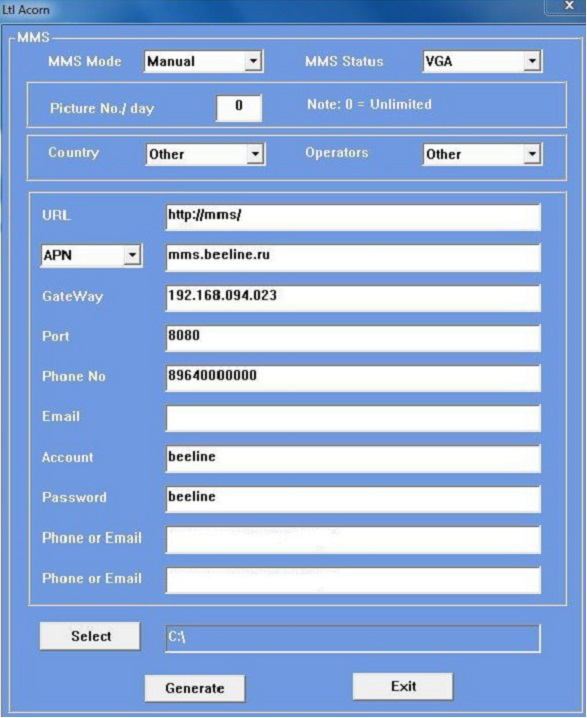 Ltl Acorn
X
MMS
MMS Mode Manual MMS Status VGA
Picture No./ day 0 Note: 0 = Unlimited
Country Other Operators Other
URL http://mms/
APN mms.beeline.ru
GateWay 192.168.094.023
Port 8080
Phone No 89640000000
Email
Account beeline
Password beeline
Phone or Email
Phone or Email
Select C:\
Generate Exit